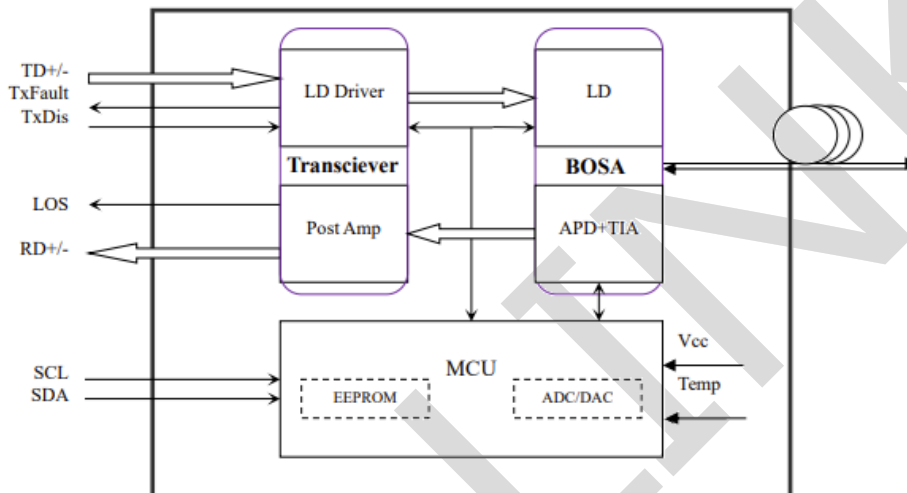 TD+/-
TxFault
TxDis
LD Driver
LD
Transciever
BOSA
LOS
RD+/-
Post Amp
APD+TIA
SCL
SDA
MCU
EEPROM
ADC/DAC
Vcc
Temp
LINK